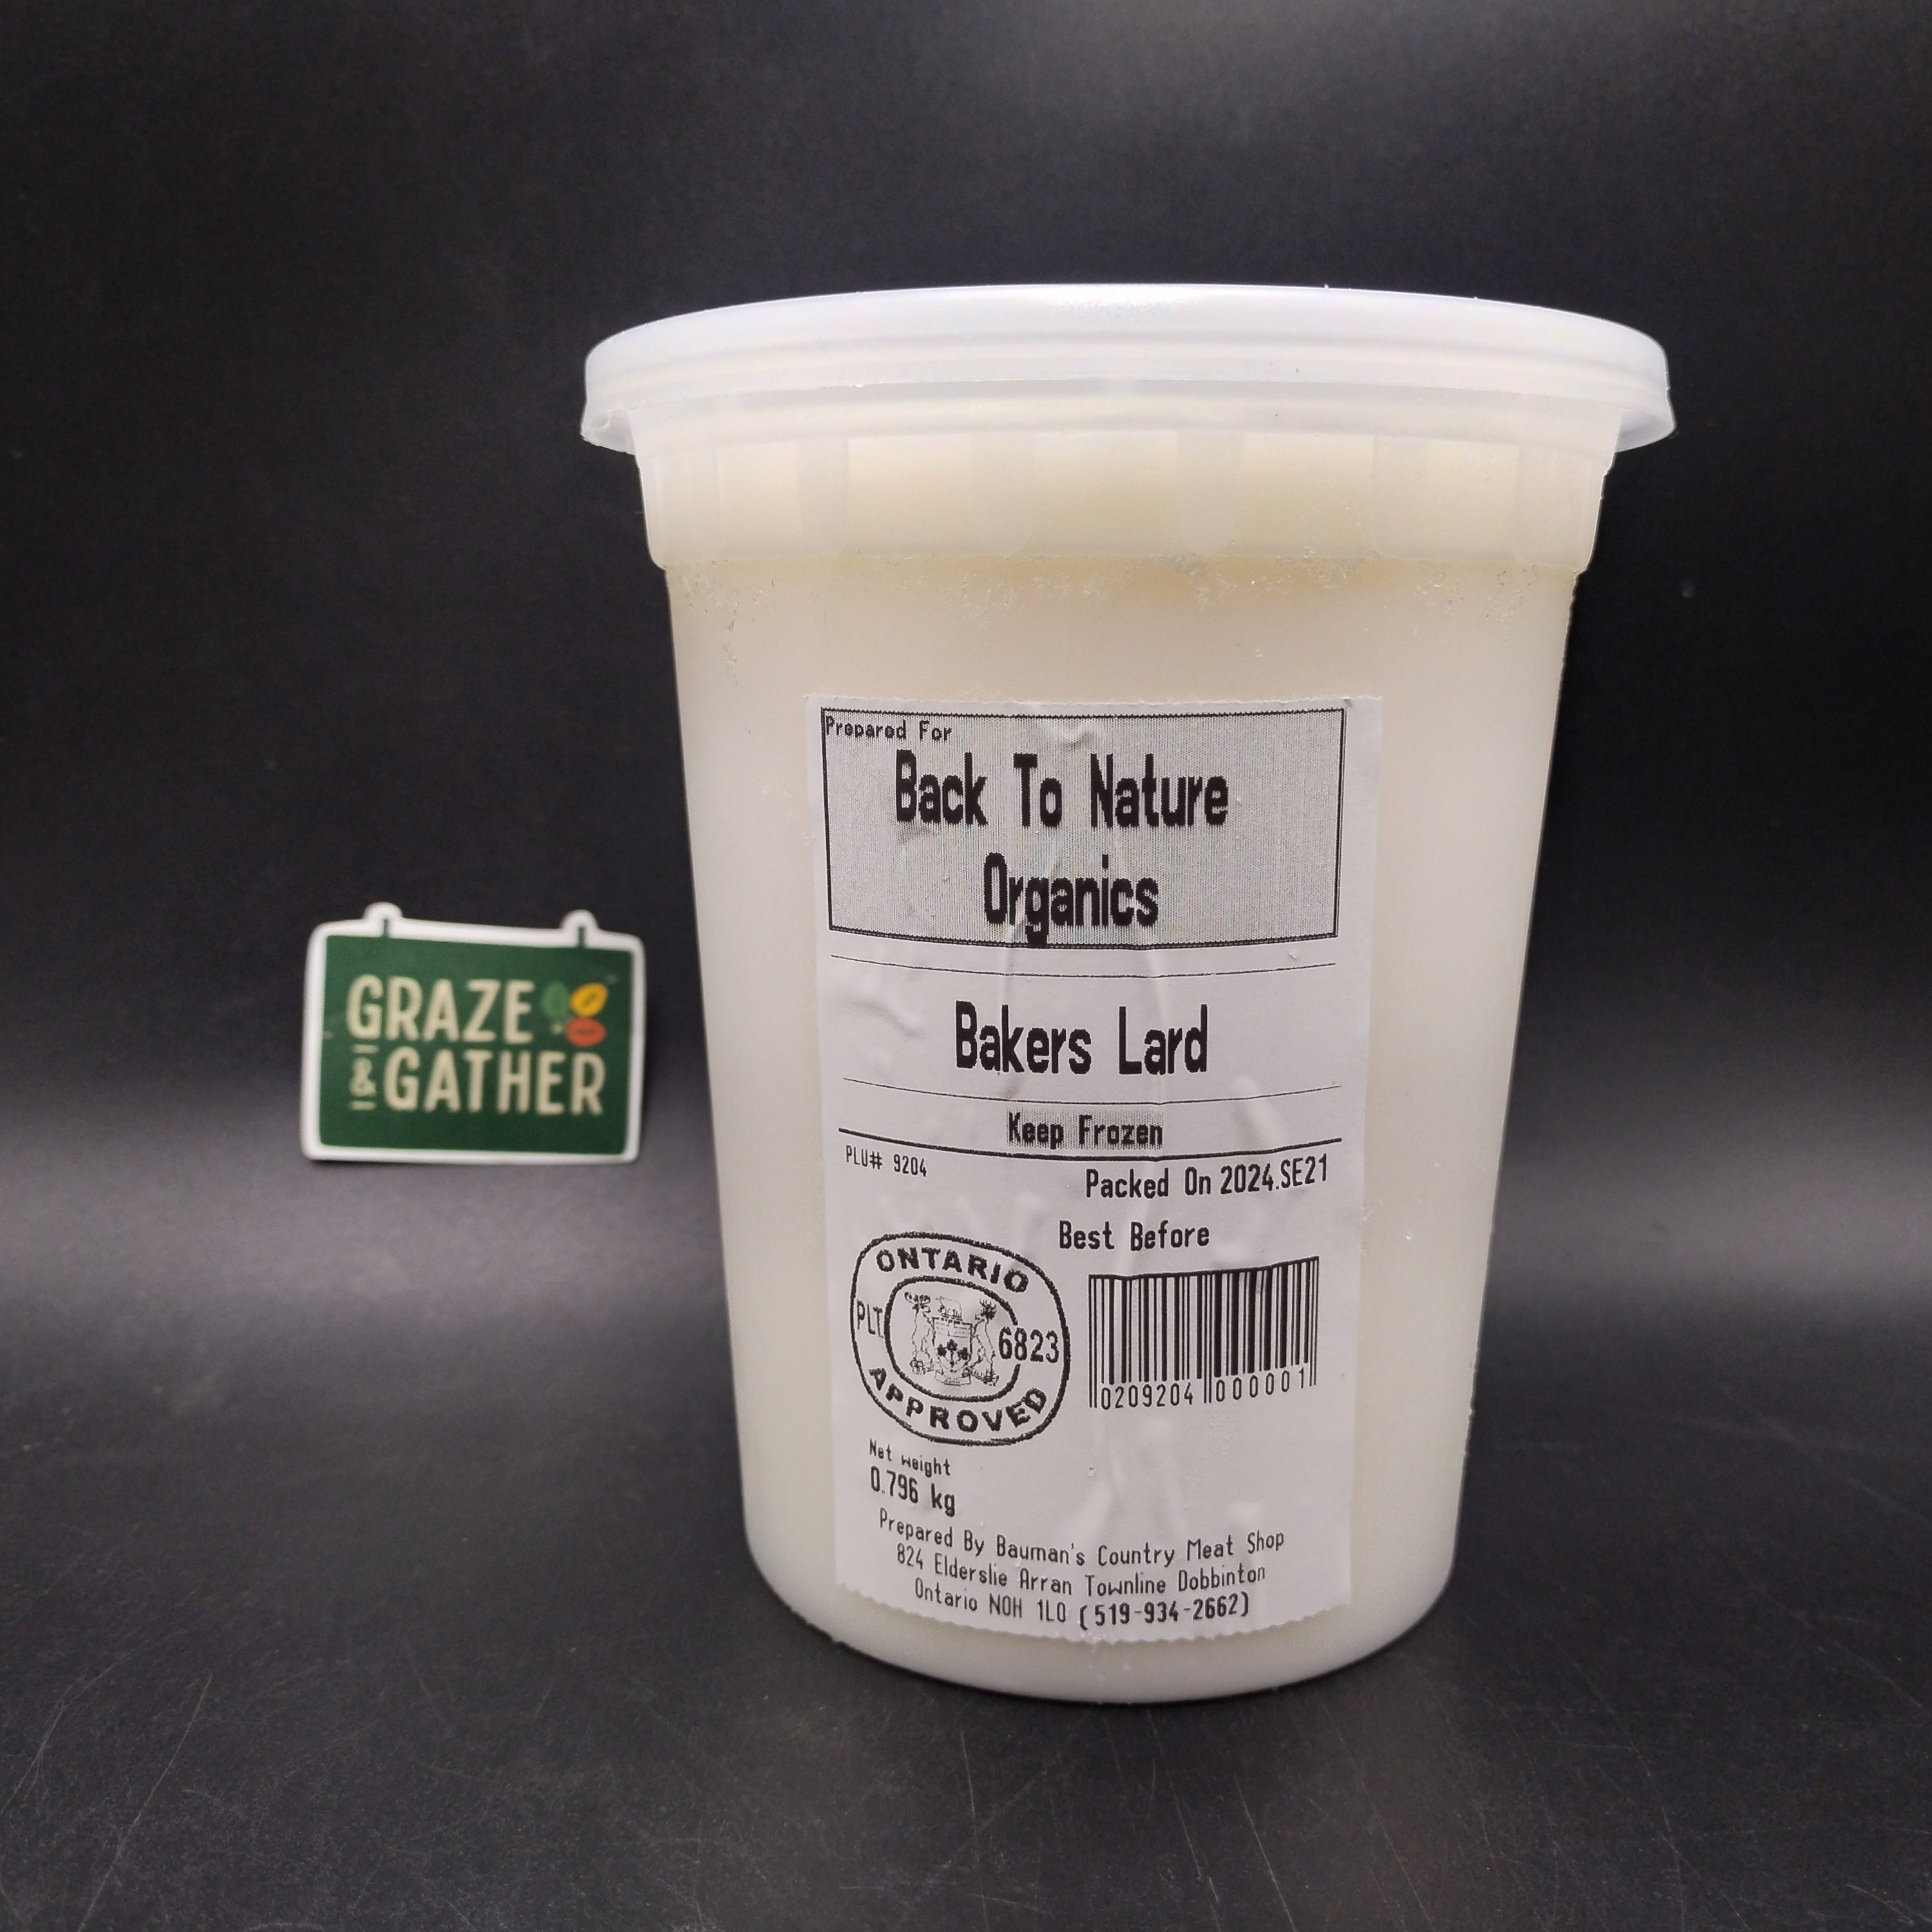 GRAZE
& GATHER
Prepared For
Back To Nature
Organics
Bakers Lard
Keep Frozen
PLU# 9204
Packed On 2024.SE21
Best Before
ONTARIO
PLT. 6823
APPROVED
0209204 000001
Net weight
0.796 kg
Prepared By Bauman's Country Meat Shop
824 Elderslie Arran Townline Dobbinton
Ontario N0H 1L0 (519-934-2662)